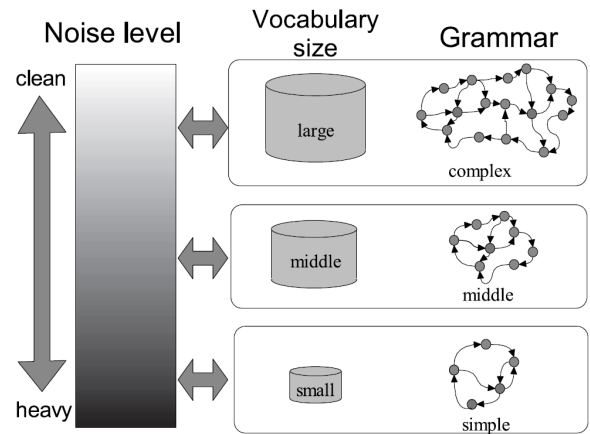 Noise level
Vocabulary
size
Grammar
clean
large
complex
middle
middle
heavy
small
simple